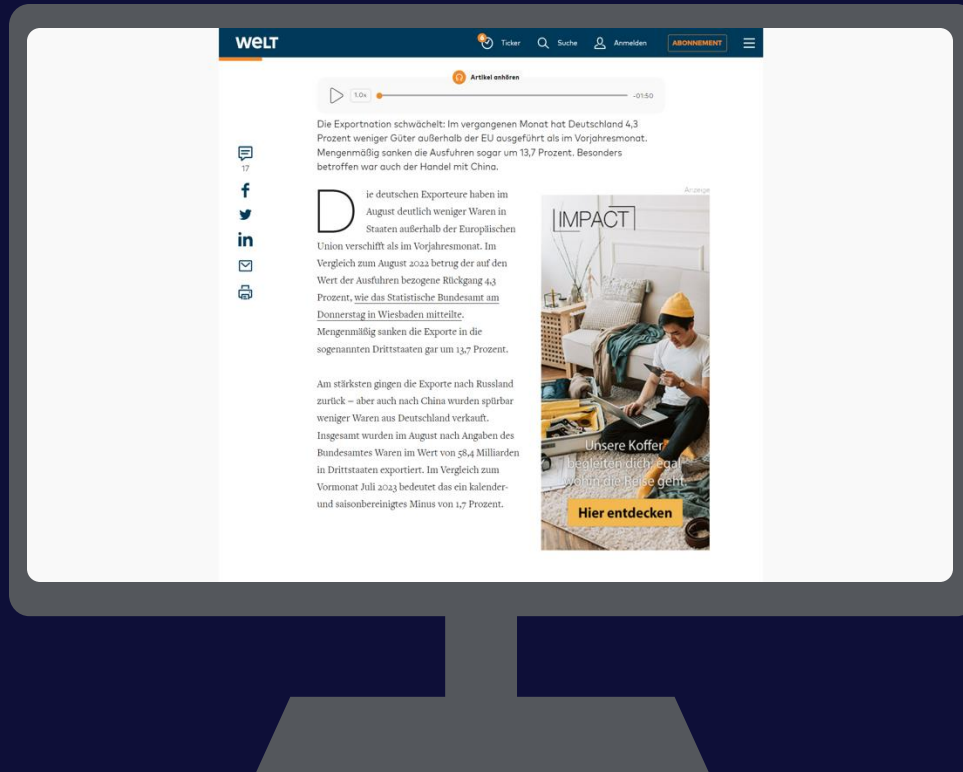 WELT
6
Ticker
Suche
Anmelden
ABONNEMENT
Artikel anhören
1.0x
-01:50
Die Exportnation schwächelt: Im vergangenen Monat hat Deutschland 4,3
Prozent weniger Güter außerhalb der EU ausgeführt als im Vorjahresmonat.
Mengenmäßig sanken die Ausfuhren sogar um 13,7 Prozent. Besonders
betroffen war auch der Handel mit China.
17
Die deutschen Exporteure haben im
August deutlich weniger Waren in
Staaten außerhalb der Europäischen
Union verschifft als im Vorjahresmonat. Im
Vergleich zum August 2022 betrug der auf den
Wert der Ausfuhren bezogene Rückgang 4,3
Prozent, wie das Statistische Bundesamt am
Donnerstag in Wiesbaden mitteilte.
Mengenmäßig sanken die Exporte in die
sogenannten Drittstaaten gar um 13,7 Prozent.
Am stärksten gingen die Exporte nach Russland
zurück – aber auch nach China wurden spürbar
weniger Waren aus Deutschland verkauft.
Insgesamt wurden im August nach Angaben des
Bundesamtes Waren im Wert von 58,4 Milliarden
in Drittstaaten exportiert. Im Vergleich zum
Vormonat Juli 2023 bedeutet das ein kalender-
und saisonbereinigtes Minus von 1,7 Prozent.
Anzeige
IMPACT
Unsere Koffer
begleiten dich, egal
wohin die Reise geht.
Hier entdecken